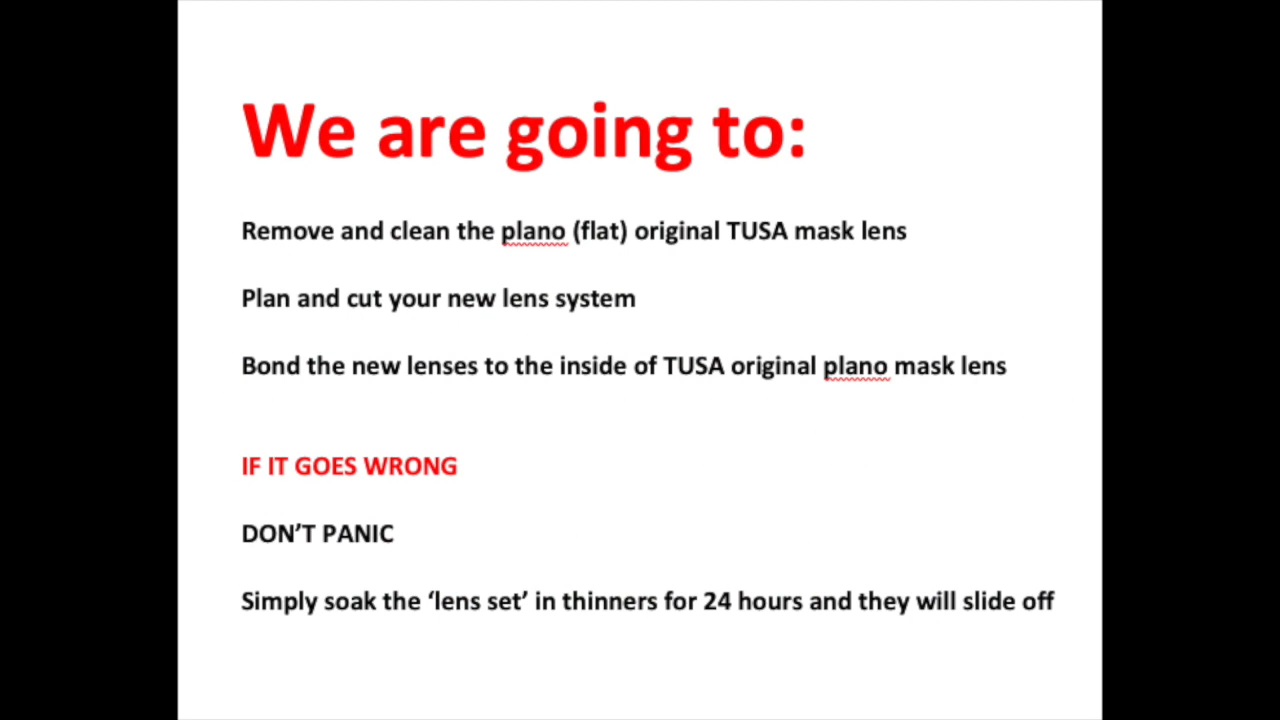 We are going to:
Remove and clean the plano (flat) original TUSA mask lens
Plan and cut your new lens system
Bond the new lenses to the inside of TUSA original plano mask lens
IF IT GOES WRONG
DON’T PANIC
Simply soak the ‘lens set’ in thinners for 24 hours and they will slide off